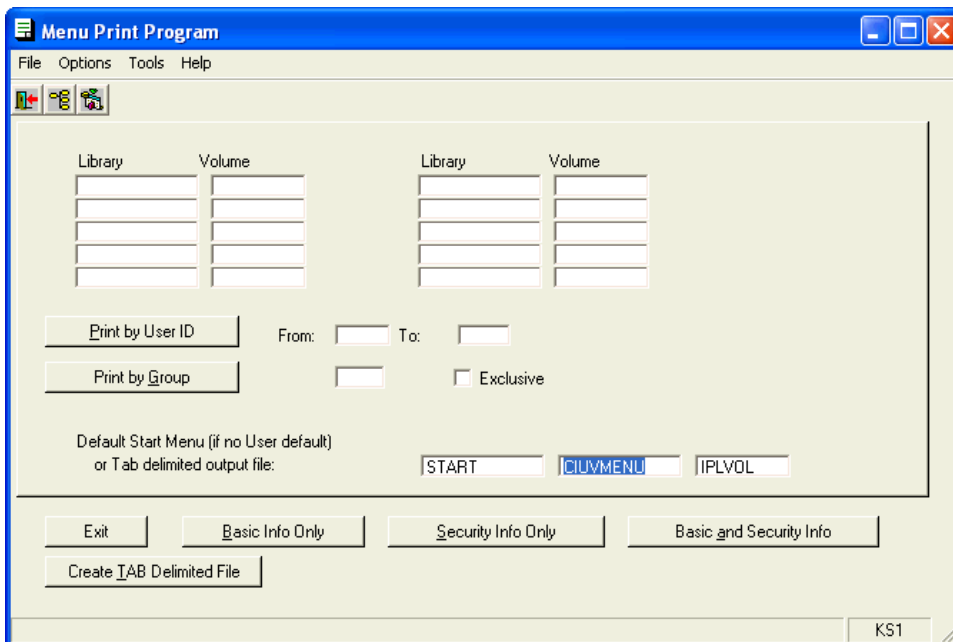 Menu Print Program
File Options Tools Help
Library Volume Library Volume
Print by User ID From: To:
Print by Group Exclusive
Default Start Menu (if no User default)
or Tab delimited output file: START CIUVMENU IPLVOL
Exit Basic Info Only Security Info Only Basic and Security Info
Create TAB Delimited File
KS1